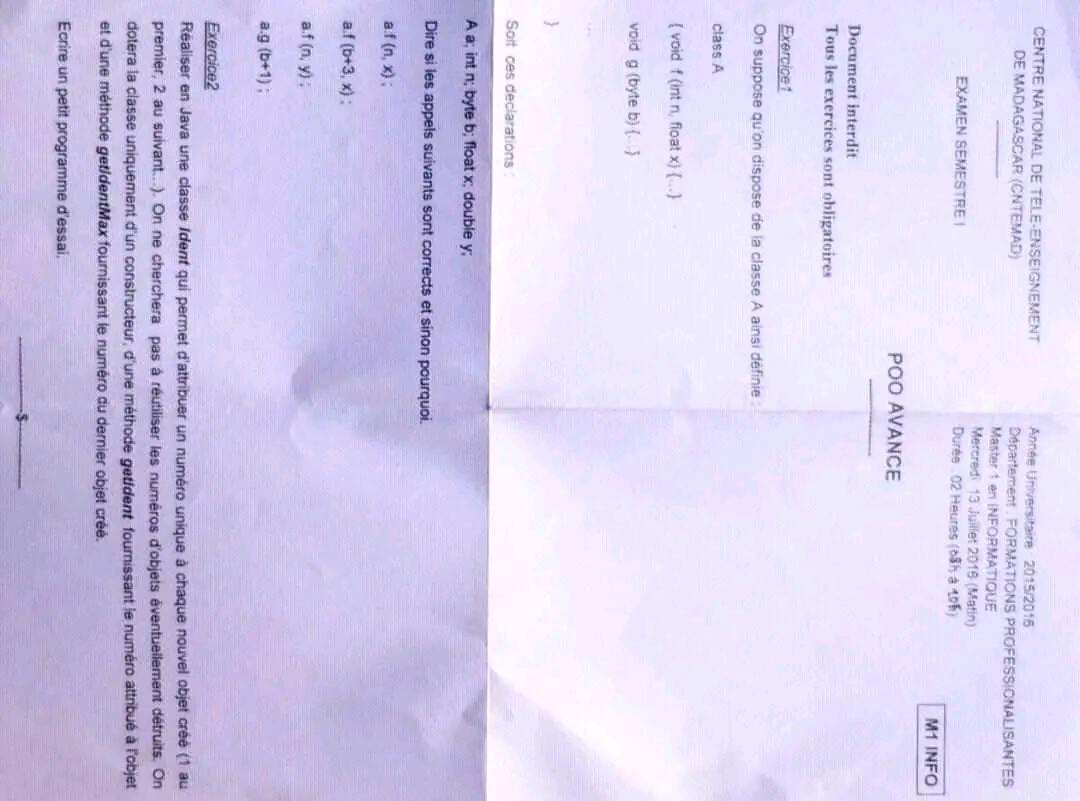 CENTRE NATIONAL DE TELE-ENSEIGNEMENT
DE MADAGASCAR (CNTEMAD)
EXAMEN SEMESTRE I
Année Universitaire 2015/2016
Département FORMATIONS PROFESSIONALISANTES
Master 1 en INFORMATIQUE
Mercredi 13 Juillet 2016 (Matin)
Durée : 02 Heures (08h à 10h)
M1 INFO
POO AVANCE
Document interdit
Tous les exercices sont obligatoires
Exercice1
On suppose qu'on dispose de la classe A ainsi définie :
class A
{ void f (int n, float x) {...}
void g (byte b) {...}
....
}
Soit ces declarations :
A a; int n; byte b; float x; double y;
Dire si les appels suivants sont corrects et sinon pourquoi.
a.f (n, x) ;
a.f (b+3, x) ;
a.f (n, y) ;
a.g (b+1) ;
Exercice2
Réaliser en Java une classe Ident qui permet d'attribuer un numéro unique à chaque nouvel objet créé (1 au
premier, 2 au suivant...). On ne cherchera pas à réutiliser les numéros d'objets éventuellement détruits. On
dotera la classe uniquement d'un constructeur, d'une méthode getIdent fournissant le numéro attribué à l'objet
et d'une méthode getIdentMax fournissant le numéro du dernier objet créé.
Ecrire un petit programme d'essai.
$